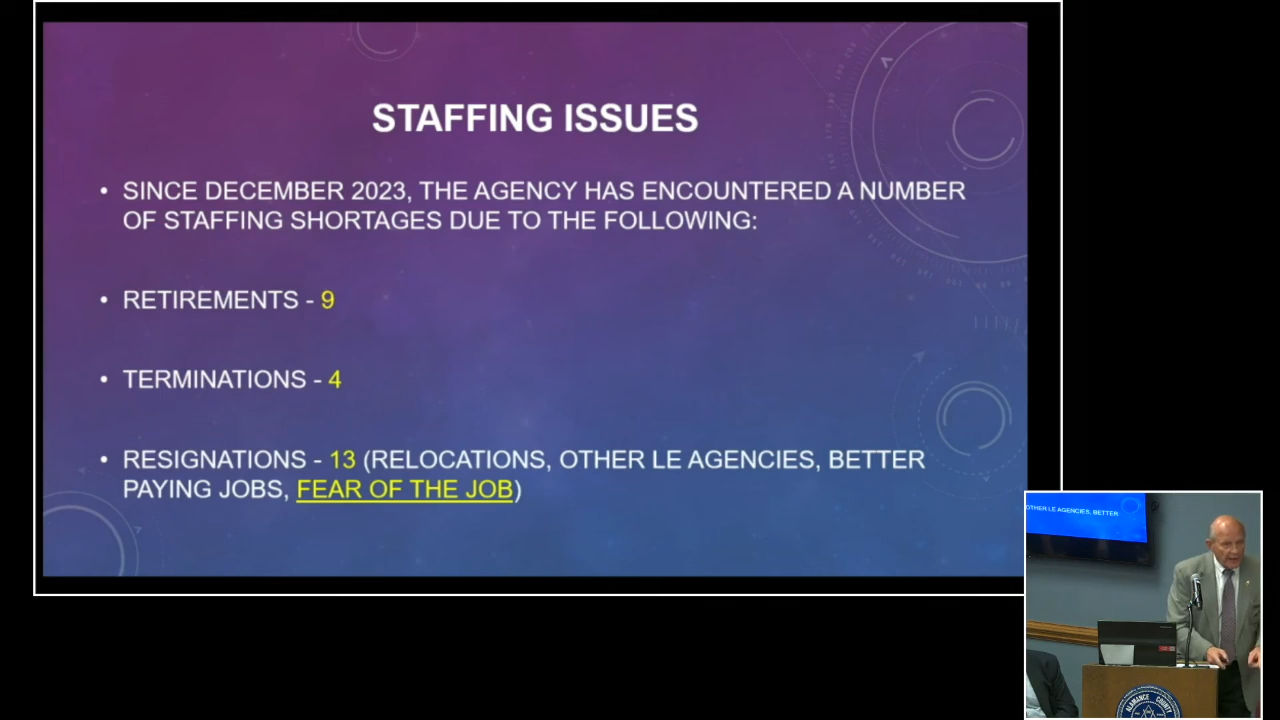 STAFFING ISSUES
• SINCE DECEMBER 2023, THE AGENCY HAS ENCOUNTERED A NUMBER
OF STAFFING SHORTAGES DUE TO THE FOLLOWING:
• RETIREMENTS - 9
• TERMINATIONS - 4
• RESIGNATIONS - 13 (RELOCATIONS, OTHER LE AGENCIES, BETTER
PAYING JOBS, FEAR OF THE JOB)
OTHER LE AGENCIES, BETTER
ALAMANCE COUNTY